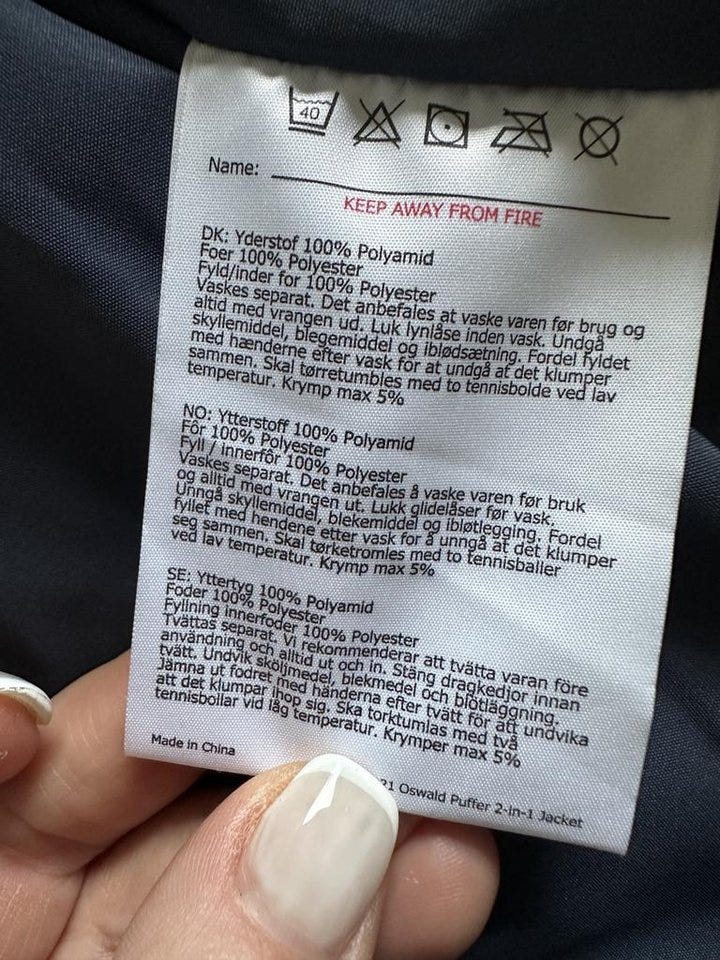 40
Name:
KEEP AWAY FROM FIRE
DK: Yderstof 100% Polyamid
Foer 100% Polyester
Fyld/inder for 100% Polyester
Vaskes separat. Det anbefales at vaske varen før brug og
altid med vrangen ud. Luk lynlåse inden vask. Undgå
skyllemiddel, blegemiddel og iblødsætning. Fordel fyldet
med hænderne efter vask for at undgå at det klumper
sammen. Skal tørretumbles med to tennisbolde ved lav
temperatur. Krymp max 5%
NO: Ytterstoff 100% Polyamid
Fôr 100% Polyester
Fyll / innerfôr 100% Polyester
Vaskes separat. Det anbefales å vaske varen før bruk
og alltid med vrangen ut. Lukk glidelåser før vask.
Unngå skyllemiddel, blekemiddel og ibløtlegging. Fordel
fyllet med hendene etter vask for å unngå at det klumper
seg sammen. Skal tørketromles med to tennisballer
ved lav temperatur. Krymp max 5%
SE: Yttertyg 100% Polyamid
Foder 100% Polyester
Fyllning innerfoder 100% Polyester
Tvättas separat. Vi rekommenderar att tvätta varan före
användning och alltid ut och in. Stäng dragkedjor innan
tvätt. Undvik sköljmedel, blekmedel och blötläggning.
Jämna ut fodret med händerna efter tvätt för att undvika
att det klumpar ihop sig. Ska torktumlas med två
tennisbollar vid låg temperatur. Krymper max 5%
Made in China
Oswald Puffer 2-in-1 Jacket